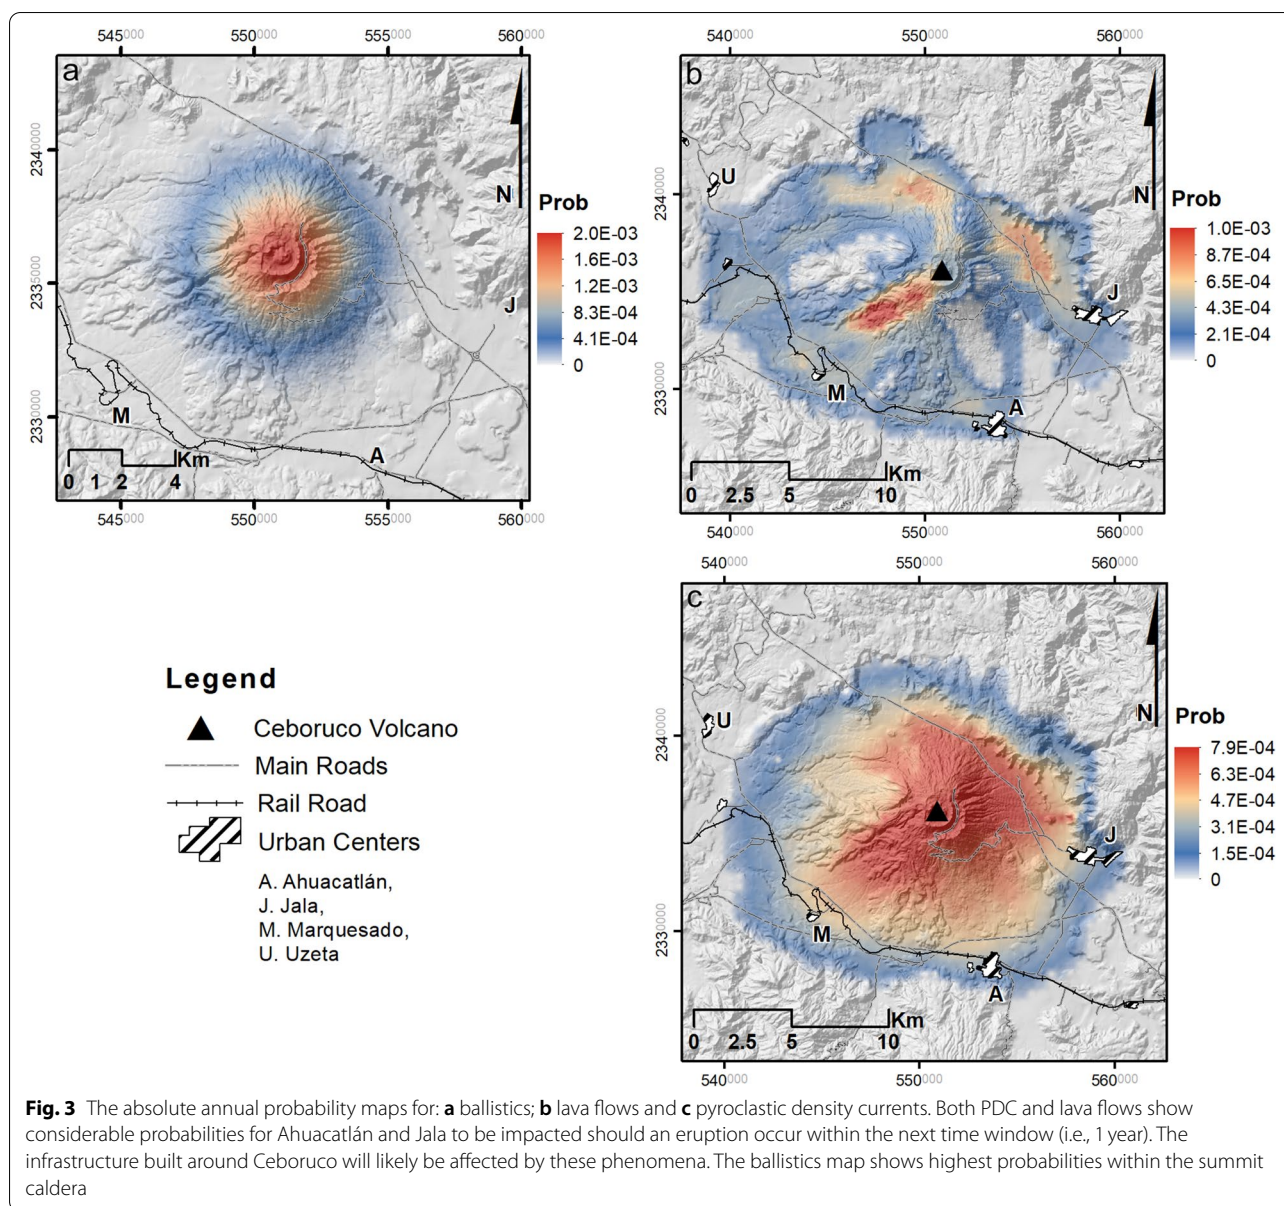 545000 550000 555000 560000
a
2340000
2335000
2330000
N
J
M
A
Km
0 1 2 4
545000 550000 555000 560000
Prob
2.0E-03
1.6E-03
1.2E-03
8.3E-04
4.1E-04
0
540000 550000 560000
b
2340000
2330000
U
N
J
M
A
Km
0 2.5 5 10
540000 550000 560000
Prob
1.0E-03
8.7E-04
6.5E-04
4.3E-04
2.1E-04
0
540000 550000 560000
c
2340000
2330000
U
N
J
M
A
Km
0 2.5 5 10
540000 550000 560000
Prob
7.9E-04
6.3E-04
4.7E-04
3.1E-04
1.5E-04
0
Legend
Ceboruco Volcano
Main Roads
Rail Road
Urban Centers
A. Ahuacatlán,
J. Jala,
M. Marquesado,
U. Uzeta
Fig. 3 The absolute annual probability maps for: a ballistics; b lava flows and c pyroclastic density currents. Both PDC and lava flows show
considerable probabilities for Ahuacatlán and Jala to be impacted should an eruption occur within the next time window (i.e., 1 year). The
infrastructure built around Ceboruco will likely be affected by these phenomena. The ballistics map shows highest probabilities within the summit
caldera